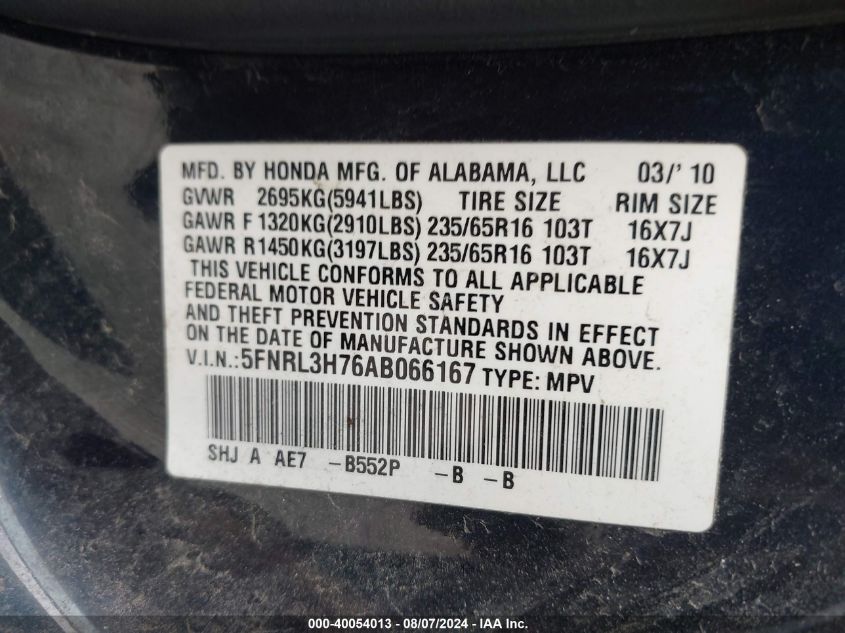 MFD. BY HONDA MFG. OF ALABAMA, LLC 03/' 10
GVWR 2695KG(5941LBS) TIRE SIZE RIM SIZE
GAWR F 1320KG(2910LBS) 235/65R16 103T 16X7J
GAWR R1450KG(3197LBS) 235/65R16 103T 16X7J
THIS VEHICLE CONFORMS TO ALL APPLICABLE
FEDERAL MOTOR VEHICLE SAFETY
AND THEFT PREVENTION STANDARDS IN EFFECT
ON THE DATE OF MANUFACTURE SHOWN ABOVE.
V.I.N.:5FNRL3H76AB066167 TYPE: MPV
SHJ A AE7 -B552P -B -B
000-40054013 - 08/07/2024 - © IAA Holdings, LLC.